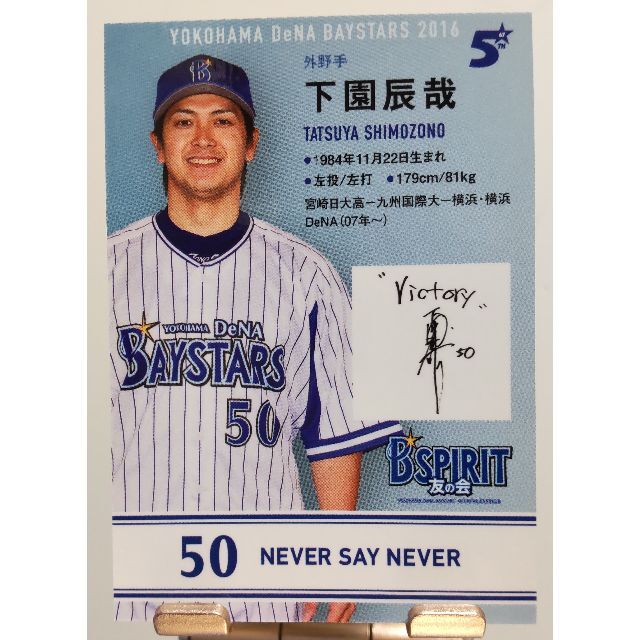 YOKOHAMA DeNA BAYSTARS 2016
5TH
外野手
下園辰哉
TATSUYA SHIMOZONO
●1984年11月22日生まれ
●左投/左打 ●179cm/81kg
宮崎日大高ー九州国際大ー横浜・横浜
DeNA(07年〜)
B
"Victory"
50
YOKOHAMA DeNA
BAYSTARS
50
B★SPIRIT
友の会
50 NEVER SAY NEVER